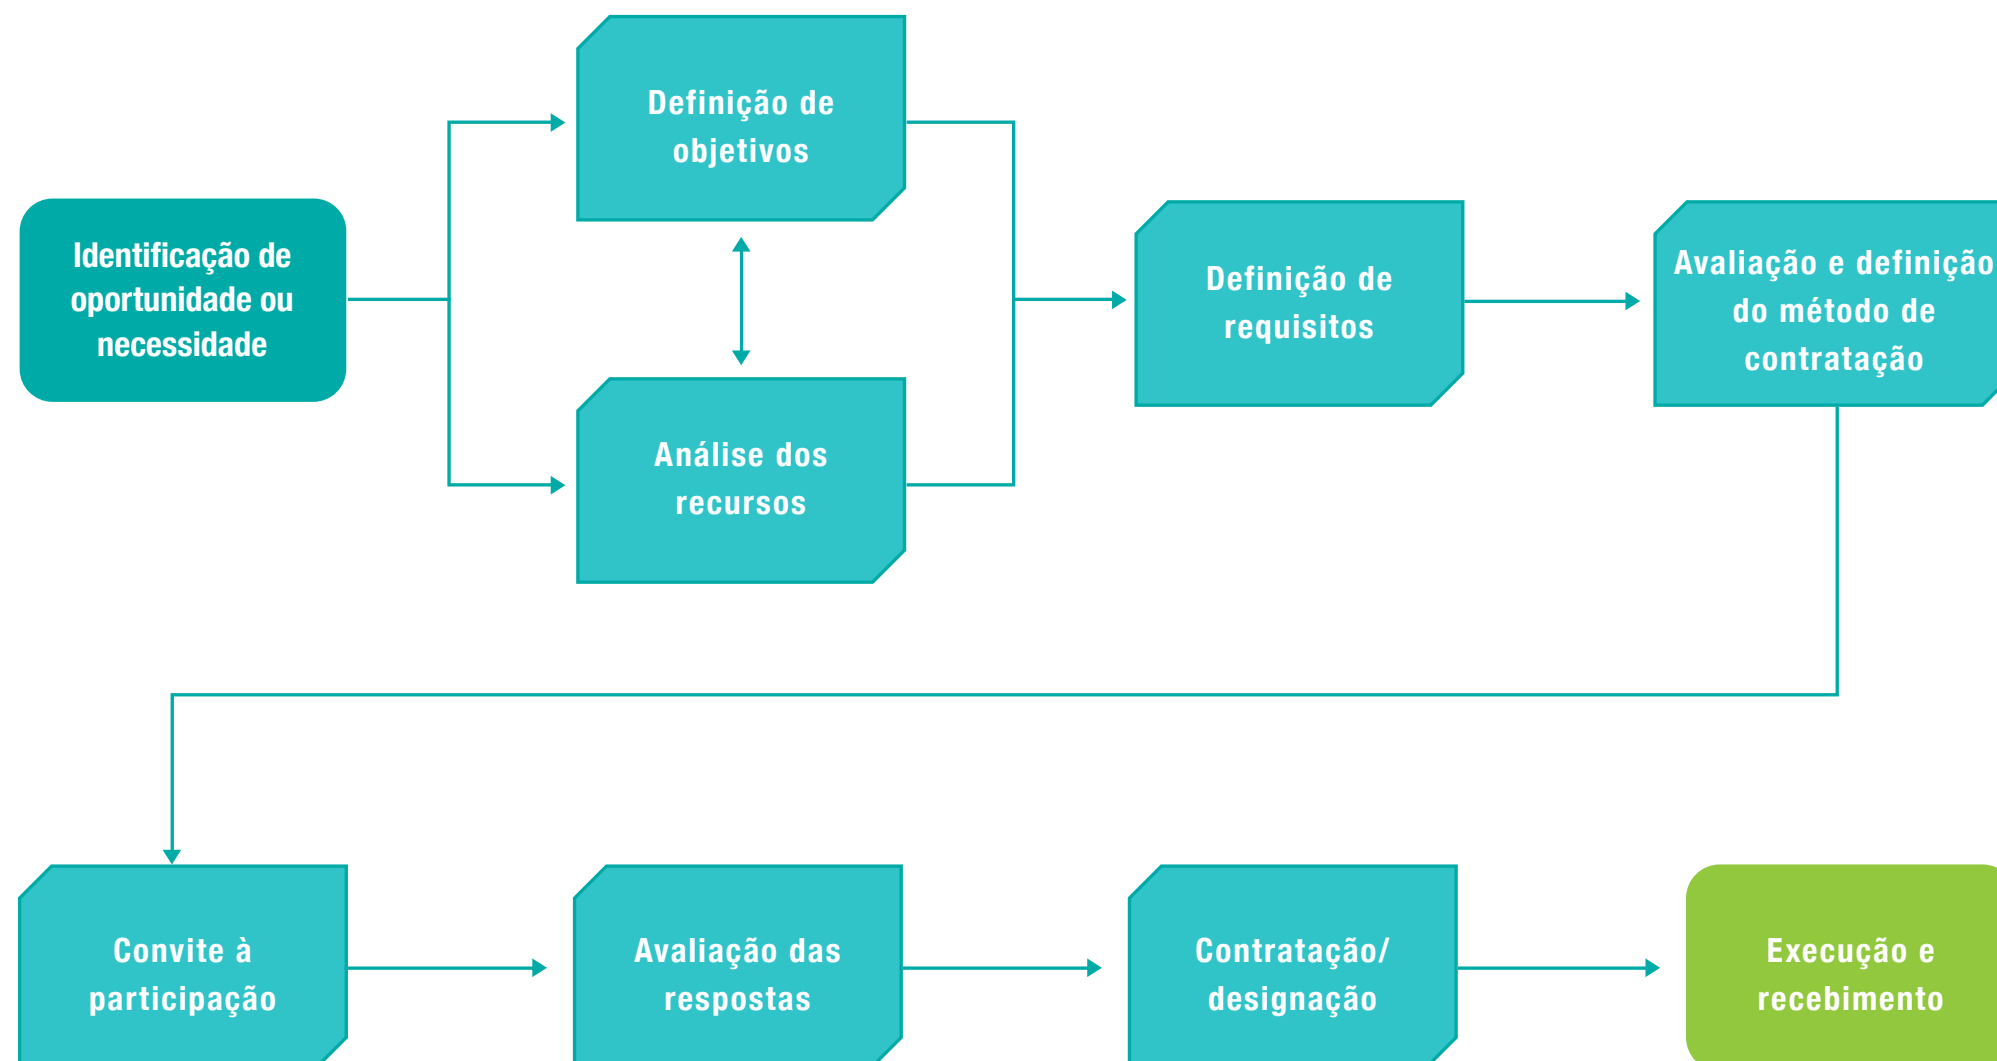 Identificação de
oportunidade ou
necessidade
Definição de
objetivos
Análise dos
recursos
Definição de
requisitos
Avaliação e definição
do método de
contratação
Convite à
participação
Avaliação das
respostas
Contratação/
designação
Execução e
recebimento